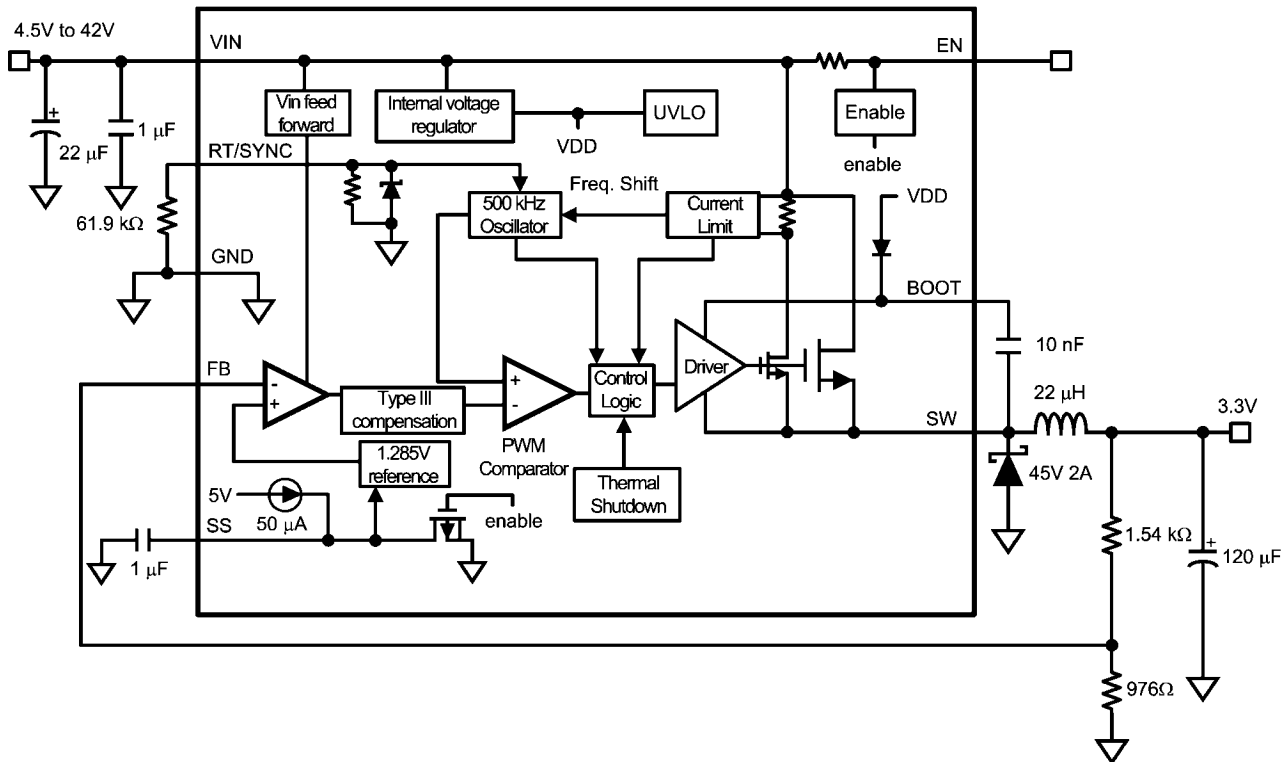 4.5V to 42V
VIN
EN
Vin feed
forward
Internal voltage
regulator
UVLO
Enable
VDD
enable
+
22 μF
1 μF
RT/SYNC
Freq. Shift
VDD
500 kHz
Oscillator
Current
Limit
61.9 kΩ
GND
BOOT
10 nF
FB
-
+
Type III
compensation
+
-
Control
Logic
Driver
22 μH
3.3V
SW
PWM
Comparator
1.285V
reference
45V 2A
Thermal
Shutdown
5V
50 μA
enable
SS
1 μF
1.54 kΩ
+
120 μF
976Ω